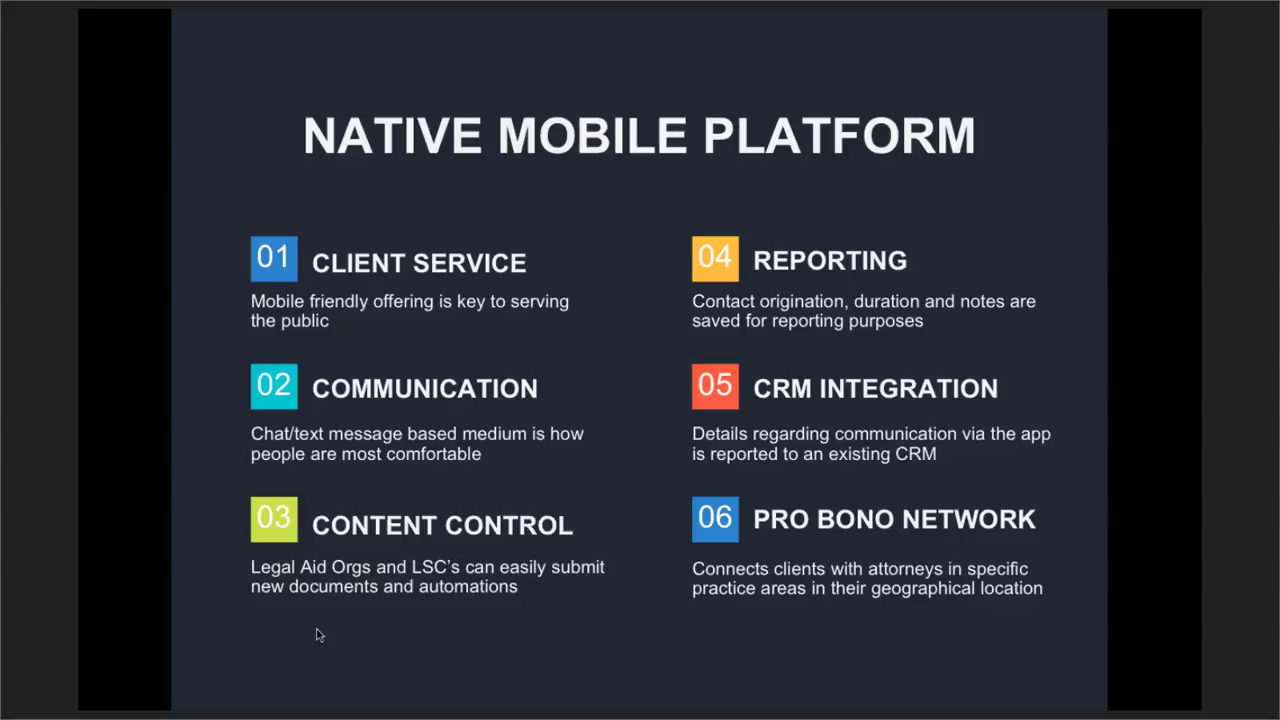 NATIVE MOBILE PLATFORM
01 CLIENT SERVICE
Mobile friendly offering is key to serving
the public
02 COMMUNICATION
Chat/text message based medium is how
people are most comfortable
03 CONTENT CONTROL
Legal Aid Orgs and LSC's can easily submit
new documents and automations
04 REPORTING
Contact origination, duration and notes are
saved for reporting purposes
05 CRM INTEGRATION
Details regarding communication via the app
is reported to an existing CRM
06 PRO BONO NETWORK
Connects clients with attorneys in specific
practice areas in their geographical location